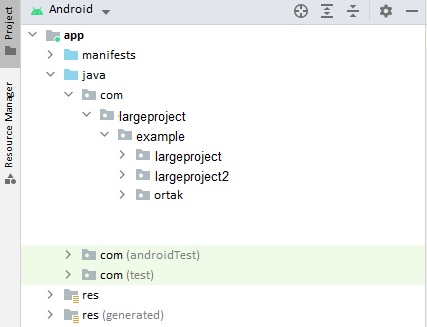 Android
Project
Resource Manager
app
manifests
java
com
largeproject
example
largeproject
largeproject2
ortak
com (androidTest)
com (test)
res
res (generated)